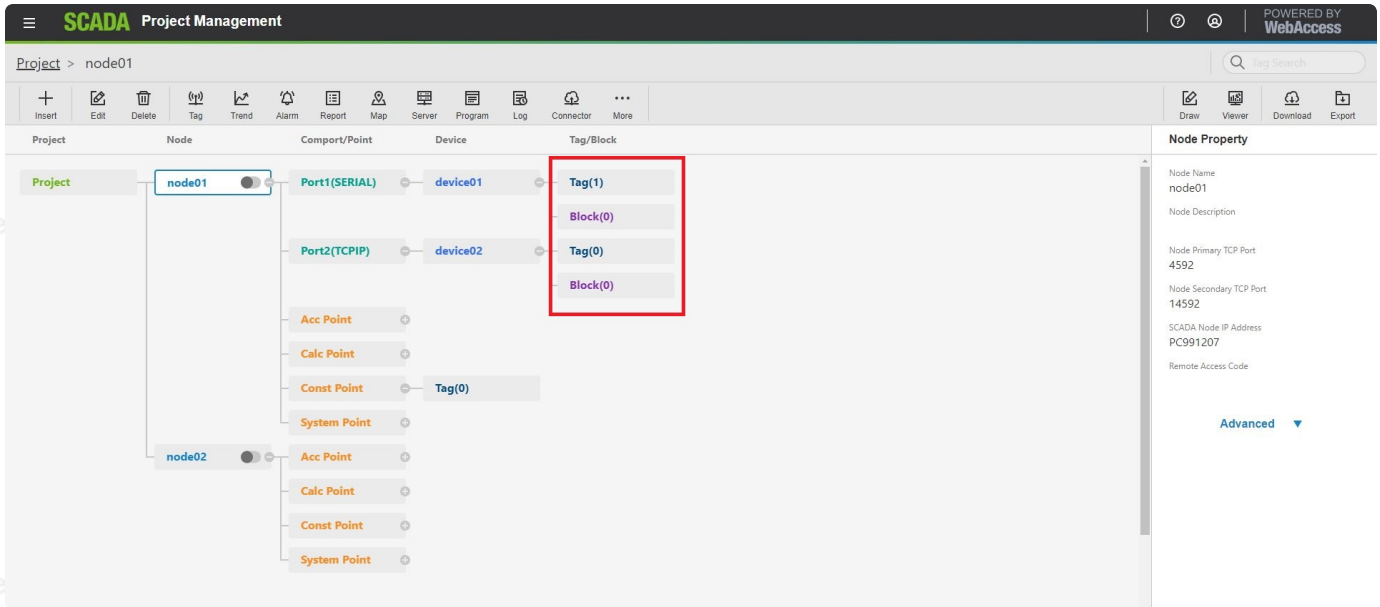 SCADA Project Management
POWERED BY
WebAccess
Project > node01
Tag Search
Insert Edit Delete Tag Trend Alarm Report Map Server Program Log Connector More
Draw Viewer Download Export
Project Node Comport/Point Device Tag/Block
Node Property
Project node01 Port1(SERIAL) device01 Tag(1)
Block(0)
Port2(TCPIP) device02 Tag(0)
Block(0)
Acc Point
Calc Point
Const Point Tag(0)
System Point
node02 Acc Point
Calc Point
Const Point
System Point
Node Name
node01
Node Description
Node Primary TCP Port
4592
Node Secondary TCP Port
14592
SCADA Node IP Address
PC991207
Remote Access Code
Advanced